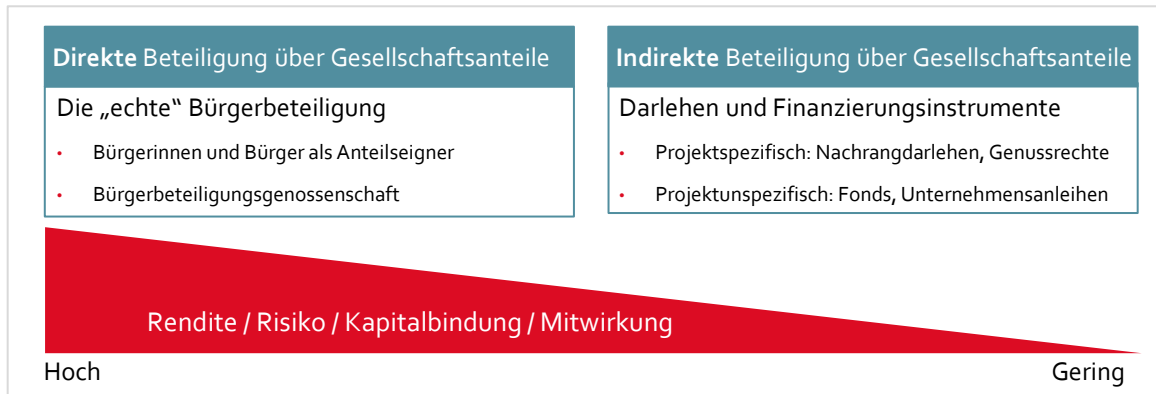 Direkte Beteiligung über Gesellschaftsanteile
Die „echte“ Bürgerbeteiligung
• Bürgerinnen und Bürger als Anteilseigner
• Bürgerbeteiligungsgenossenschaft
Indirekte Beteiligung über Gesellschaftsanteile
Darlehen und Finanzierungsinstrumente
• Projektspezifisch: Nachrangdarlehen, Genussrechte
• Projektunspezifisch: Fonds, Unternehmensanleihen
Rendite / Risiko / Kapitalbindung / Mitwirkung
Hoch
Gering